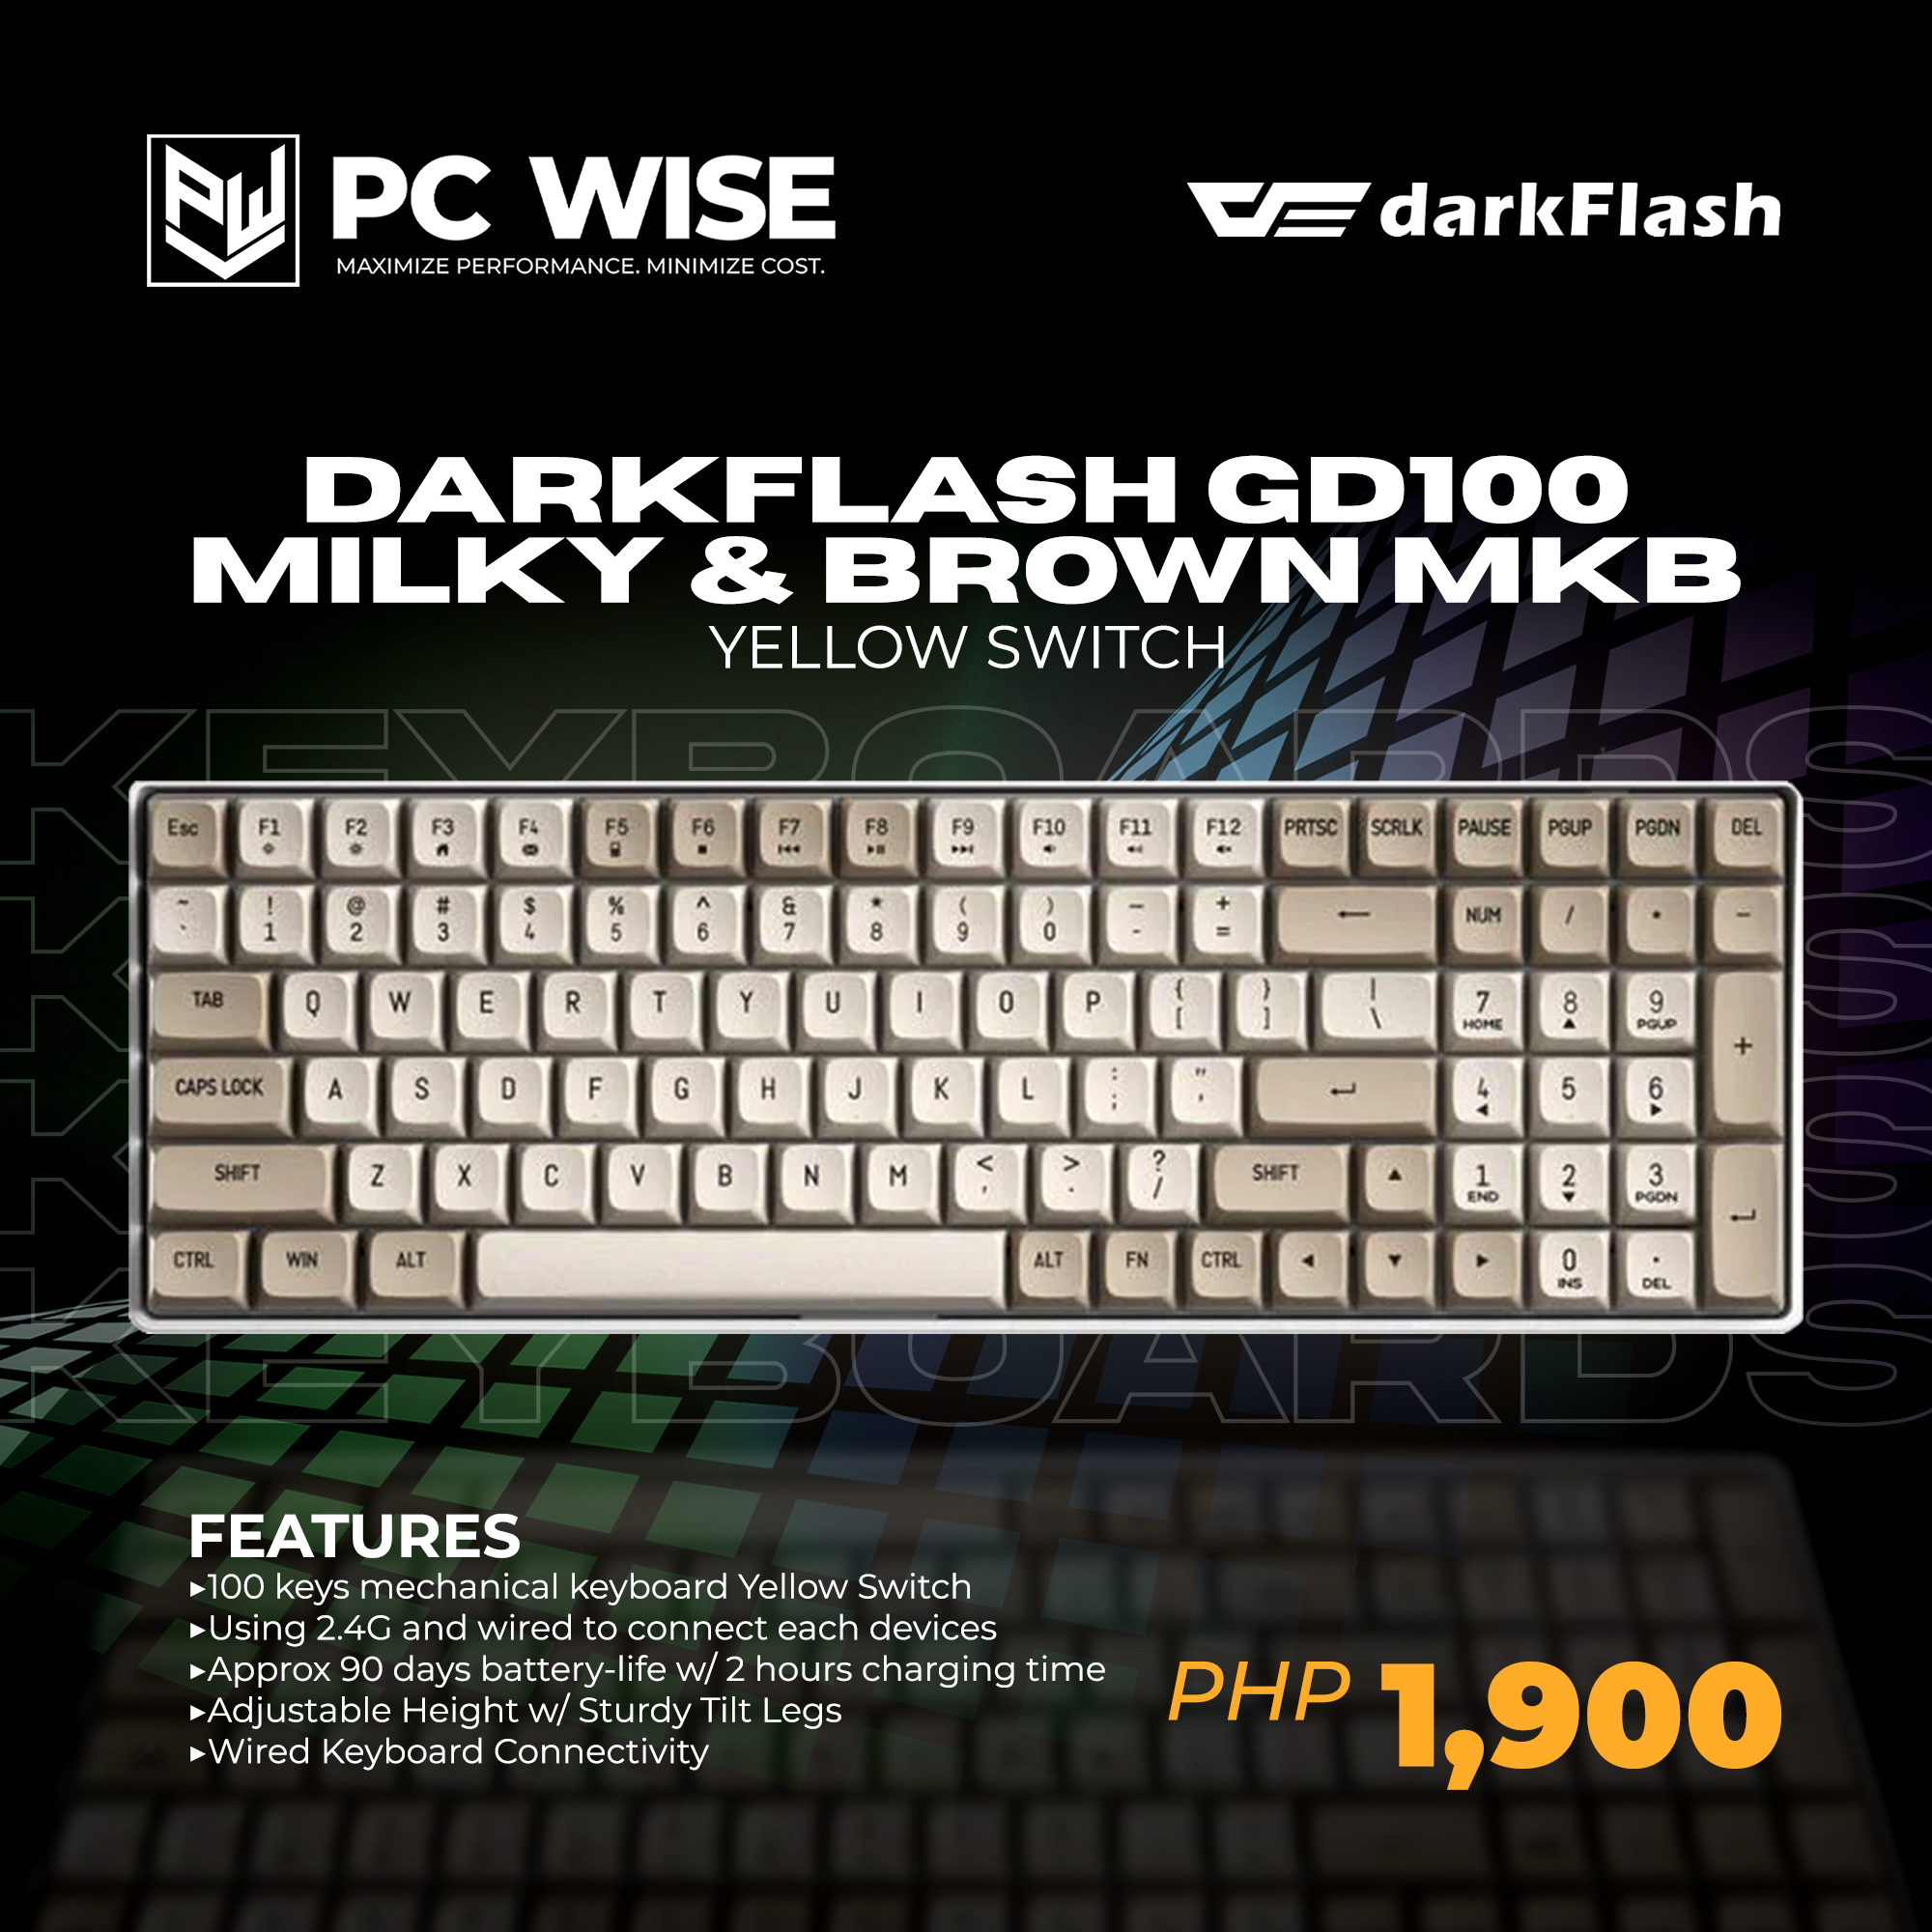 PC WISE
MAXIMIZE PERFORMANCE. MINIMIZE COST.
darkFlash
DARKFLASH GD100
MILKY & BROWN MKB
YELLOW SWITCH
KEYBOARDS
Esc F1 F2 F3 F4 F5 F6 F7 F8 F9 F10 F11 F12 PRTSC SCRLK PAUSE PGUP PGDN DEL
~ ! @ # $ % ^ & * ( ) — +
` 1 2 3 4 5 6 7 8 9 0 - = ← NUM / * −
TAB Q W E R T Y U I O P { [ } ] | \ 7 HOME 8 ▲ 9 PGUP +
CAPS LOCK A S D F G H J K L : ; " ' ↵ 4 ◀ 5 6 ▶
SHIFT Z X C V B N M < , > . ? / SHIFT ▲ 1 END 2 ▼ 3 PGDN ↵
CTRL WIN ALT ALT FN CTRL ◀ ▼ ▶ 0 INS . DEL
KEYBOARDS
FEATURES
▸100 keys mechanical keyboard Yellow Switch
▸Using 2.4G and wired to connect each devices
▸Approx 90 days battery-life w/ 2 hours charging time
▸Adjustable Height w/ Sturdy Tilt Legs
▸Wired Keyboard Connectivity
PHP 1,900